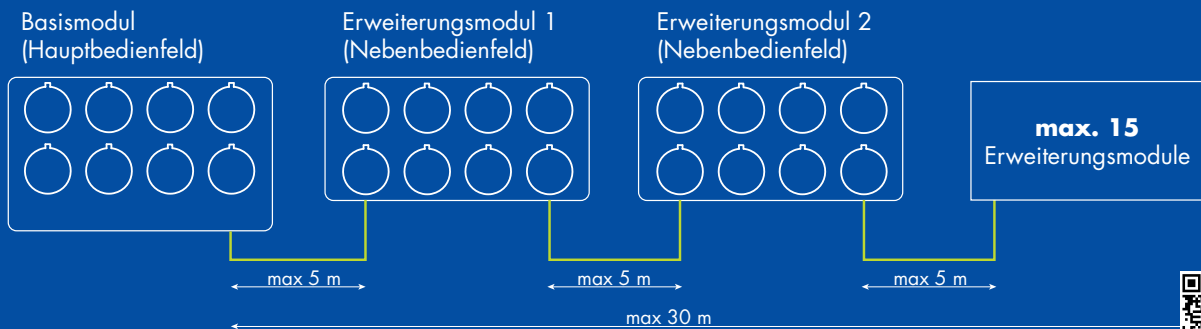 Basismodul
(Hauptbedienfeld)
Erweiterungsmodul 1
(Nebenbedienfeld)
Erweiterungsmodul 2
(Nebenbedienfeld)
max. 15
Erweiterungsmodule
max 5 m
max 5 m
max 5 m
max 30 m